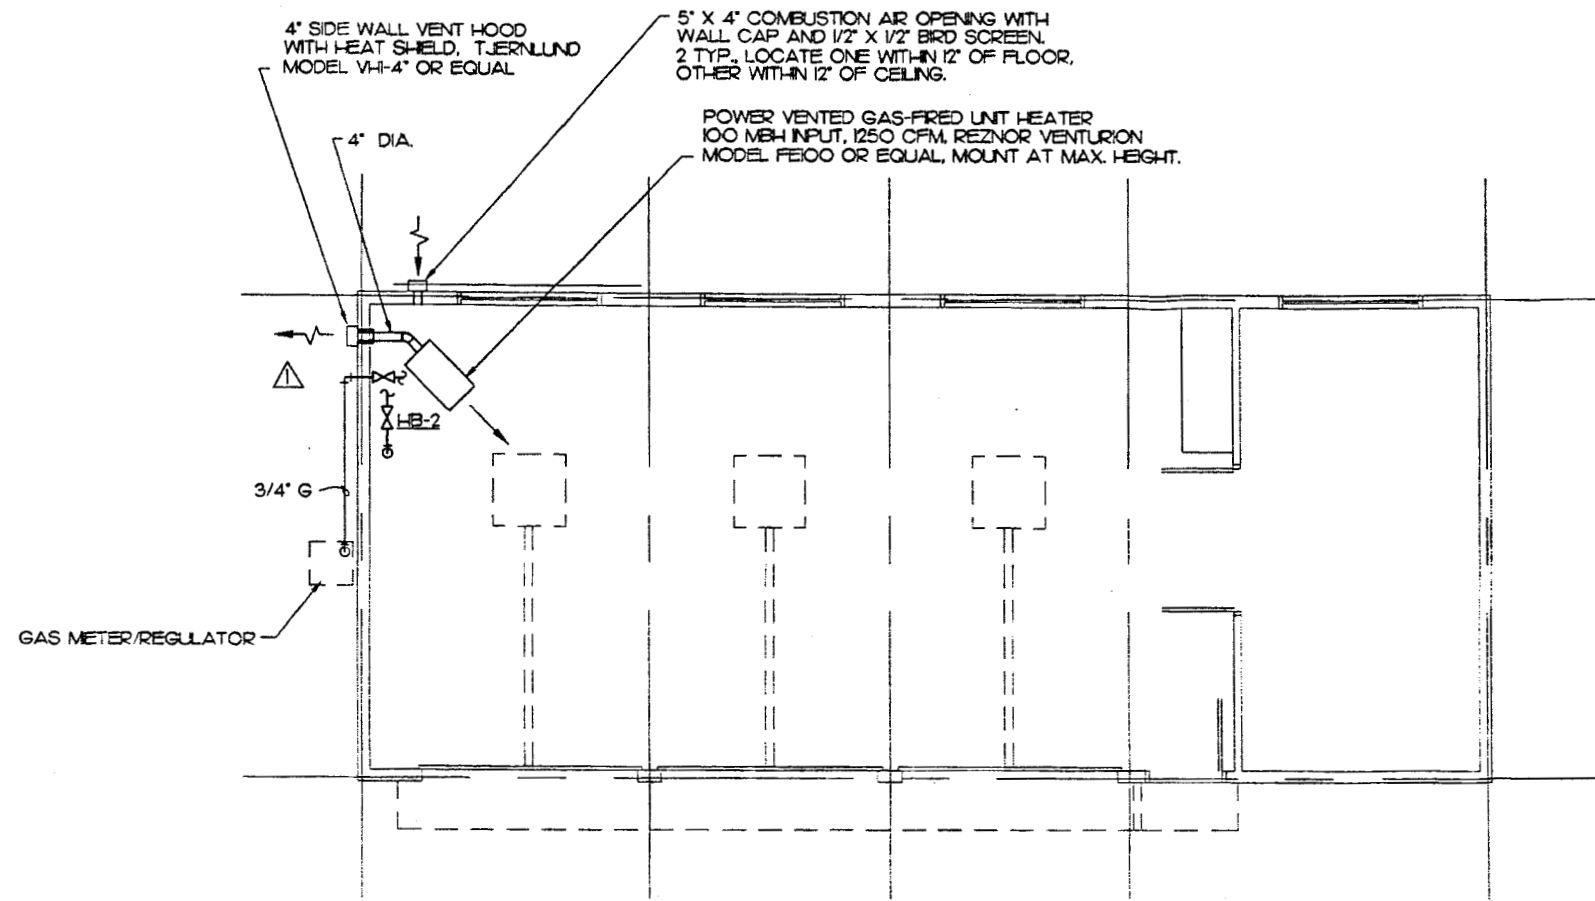 4" SIDE WALL VENT HOOD
WITH HEAT SHIELD, TJERNLUND
MODEL VH1-4" OR EQUAL
5" X 4" COMBUSTION AIR OPENING WITH
WALL CAP AND 1/2" X 1/2" BIRD SCREEN.
2 TYP., LOCATE ONE WITHIN 12" OF FLOOR,
OTHER WITHIN 12" OF CEILING.
POWER VENTED GAS-FIRED UNIT HEATER
100 MBH INPUT, 1250 CFM, REZNOR VENTURION
MODEL FE100 OR EQUAL, MOUNT AT MAX. HEIGHT.
4" DIA.
1
HB-2
3/4" G
GAS METER/REGULATOR